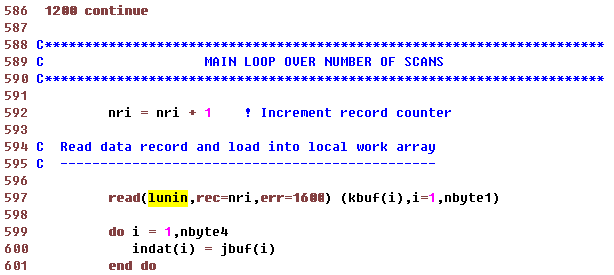 586   1200 continue
587
588 C***********************************************************************
589 C                    MAIN LOOP OVER NUMBER OF SCANS
590 C***********************************************************************
591
592         nri = nri + 1    ! Increment record counter
593
594 C  Read data record and load into local work array
595 C  -----------------------------------------------
596
597         read(lunin,rec=nri,err=1600) (kbuf(i),i=1,nbyte1)
598
599         do i = 1,nbyte4
600            indat(i) = jbuf(i)
601         end do